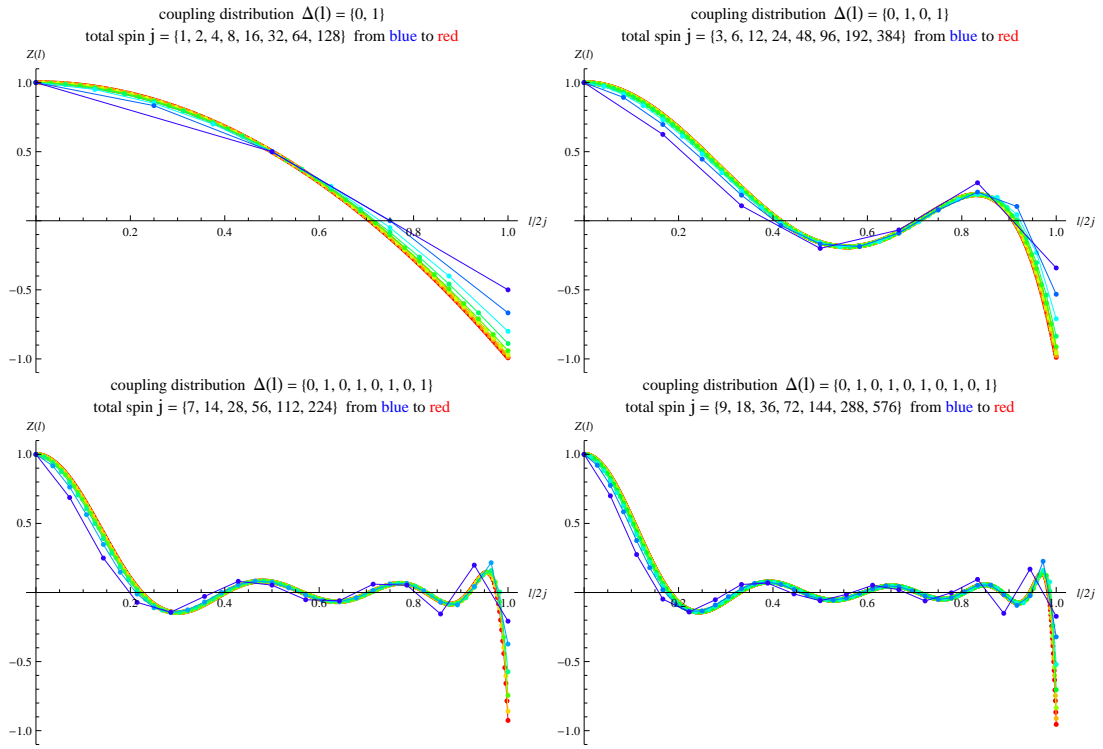 coupling distribution Δ(l) = {0, 1}
total spin j = {1, 2, 4, 8, 16, 32, 64, 128} from blue to red
Z(l)
1.0
0.5
0.2
0.4
0.6
0.8
1.0
l/2j
−0.5
−1.0
coupling distribution Δ(l) = {0, 1, 0, 1}
total spin j = {3, 6, 12, 24, 48, 96, 192, 384} from blue to red
Z(l)
1.0
0.5
0.2
0.4
0.6
0.8
1.0
l/2j
−0.5
−1.0
coupling distribution Δ(l) = {0, 1, 0, 1, 0, 1, 0, 1}
total spin j = {7, 14, 28, 56, 112, 224} from blue to red
Z(l)
1.0
0.5
0.2
0.4
0.6
0.8
1.0
l/2j
−0.5
−1.0
coupling distribution Δ(l) = {0, 1, 0, 1, 0, 1, 0, 1, 0, 1}
total spin j = {9, 18, 36, 72, 144, 288, 576} from blue to red
Z(l)
1.0
0.5
0.2
0.4
0.6
0.8
1.0
l/2j
−0.5
−1.0